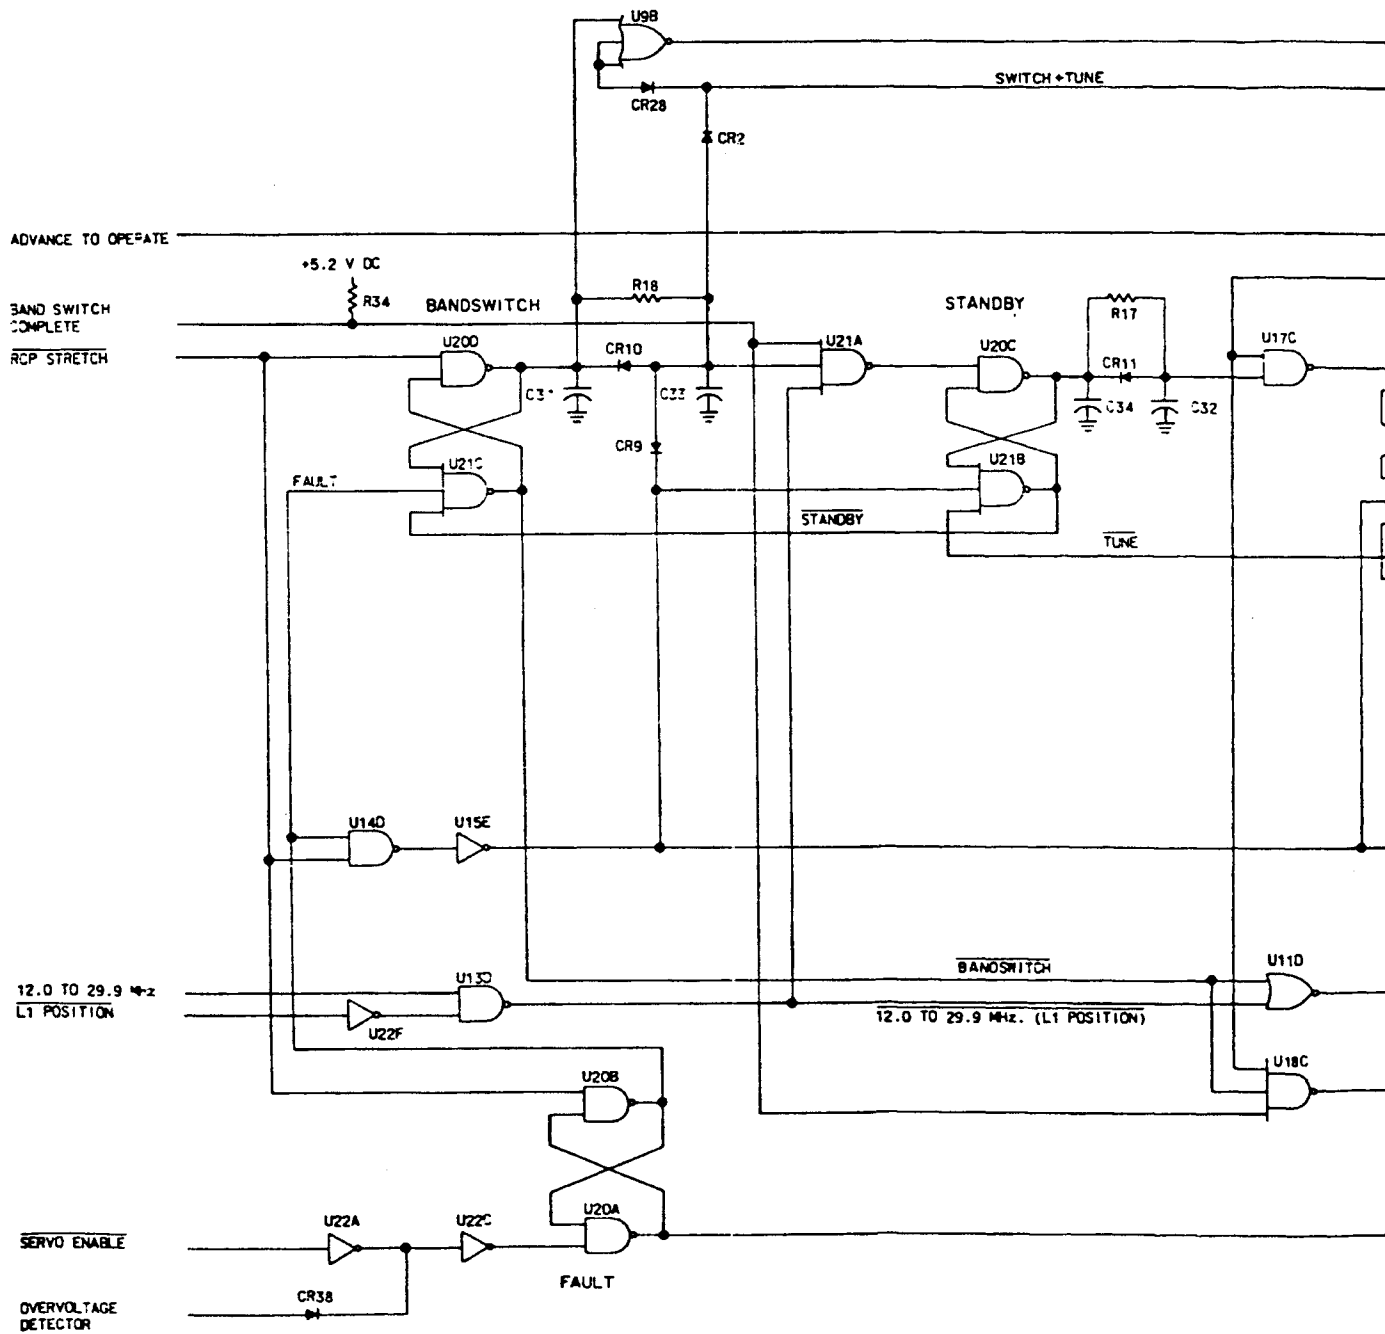 U9B
SWITCH+TUNE
CR28
CR2
ADVANCE TO OPERATE
+5.2 V DC
R34
R18
BANDSWITCH
STANDBY
BAND SWITCH
COMPLETE
R17
RCP STRETCH
U20D
CR10
U21A
U20C
CR11
U17C
C31
C33
C34
C32
CR9
U21C
U21B
FAULT
STANDBY
TUNE
U14D
U15E
12.0 TO 29.9 MHz
L1 POSITION
U13D
U22F
BANDSWITCH
U11D
12.0 TO 29.9 MHz. (L1 POSITION)
U18C
U20B
U20A
U22A
U22C
SERVO ENABLE
FAULT
CR38
OVERVOLTAGE
DETECTOR